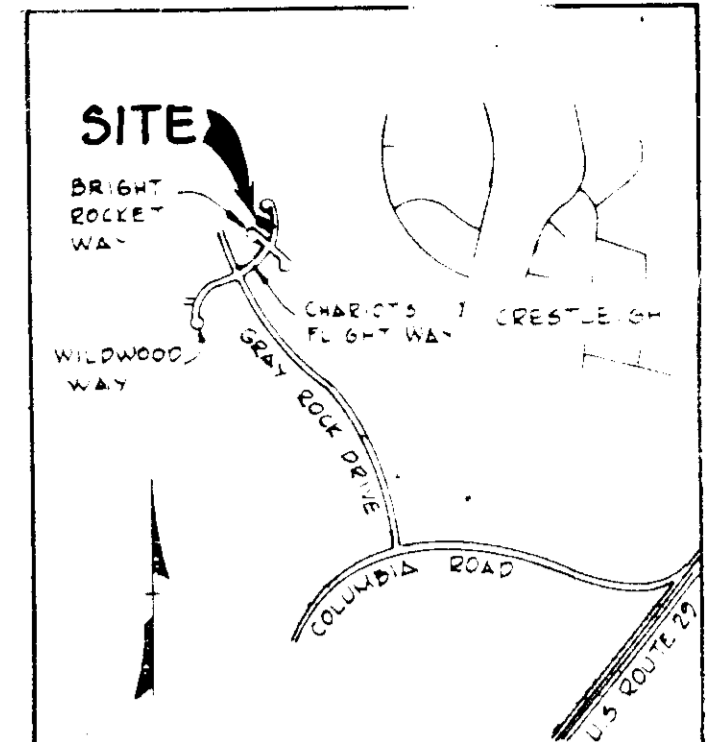 SITE
BRIGHT
ROCKET
WAY
CHARIOTS
FLIGHT WAY
CRESTLEIGH
WILDWOOD
WAY
GRAY ROCK DRIVE
COLUMBIA ROAD
U.S ROUTE 29